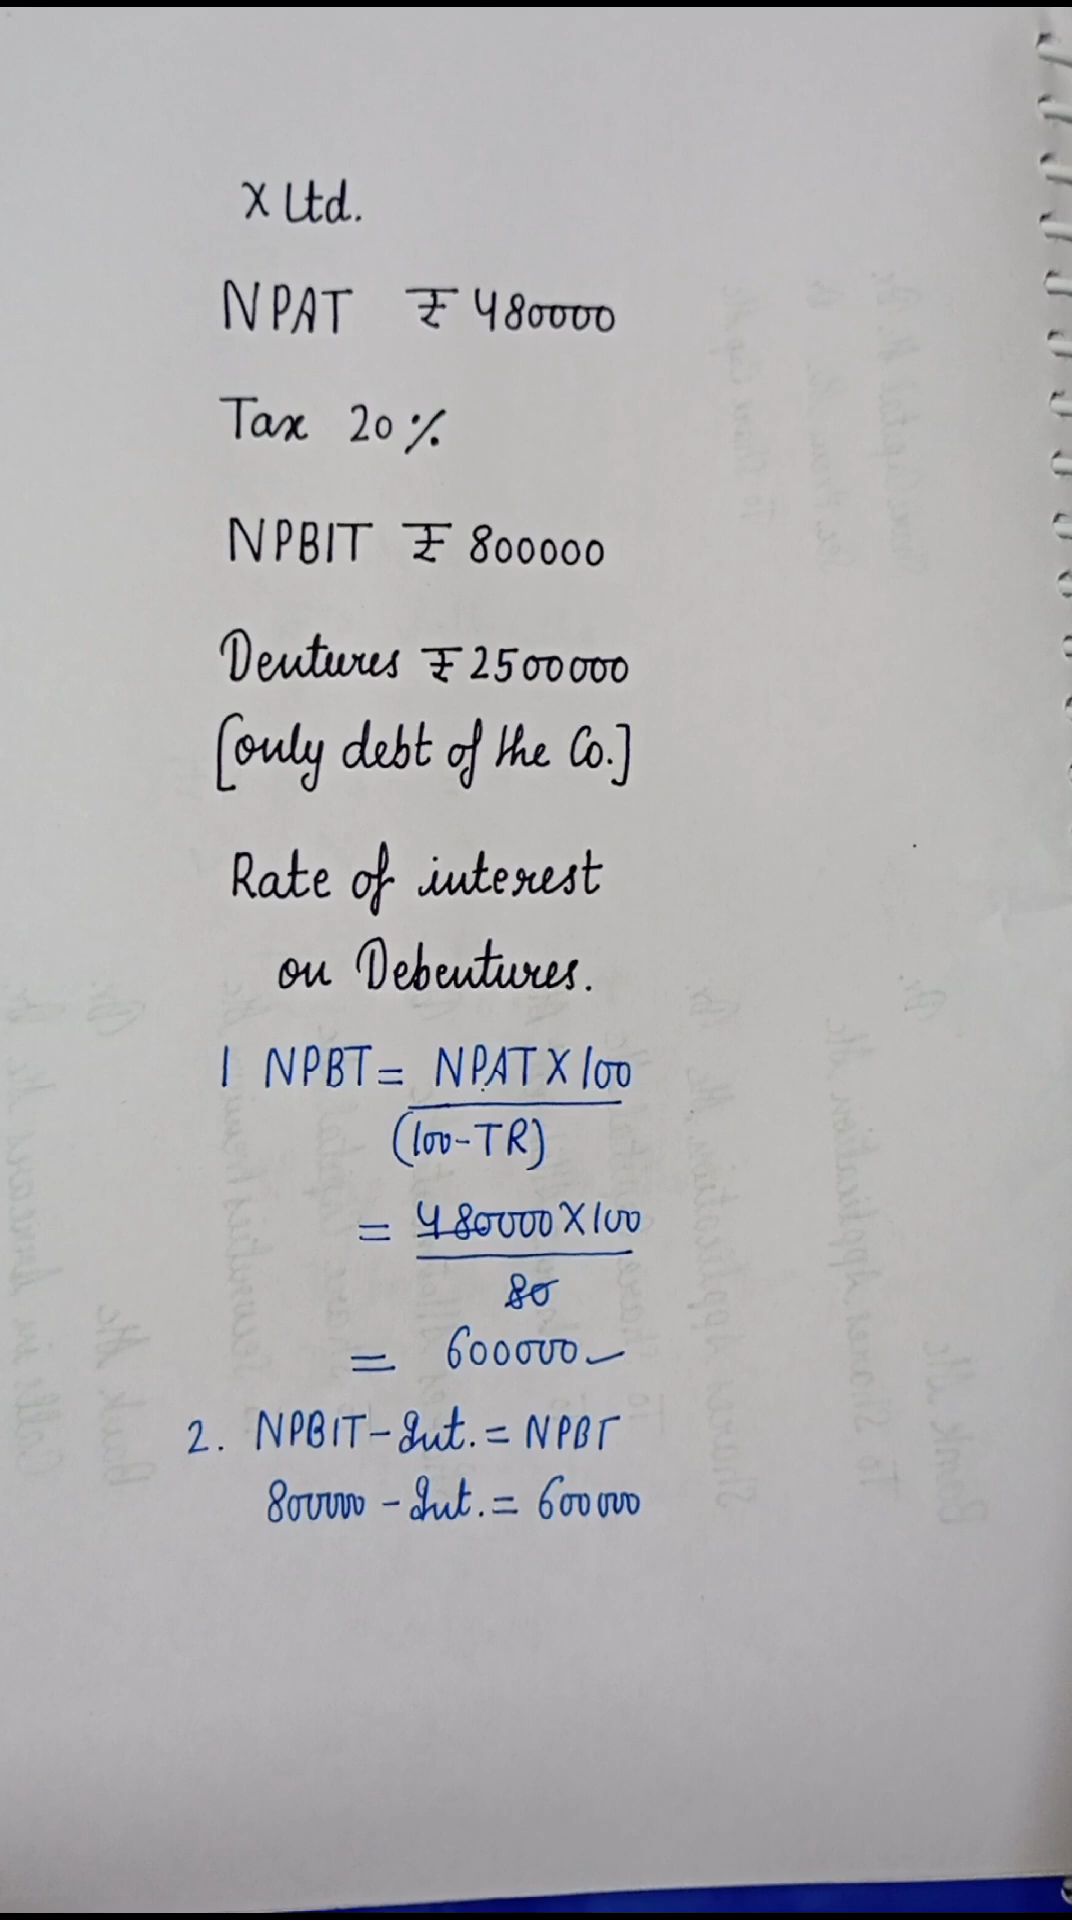 X Ltd.
NPAT ₹ 480000
Tax 20%
NPBIT ₹ 800000
Dentures ₹ 2500000
[only debt of the Co.]
Rate of interest
on Debentures.
1 NPBT = NPAT X 100
(100-TR)
= 480000 X 100
80
= 600000
2. NPBIT - Int. = NPBT
800000 - Int. = 600000